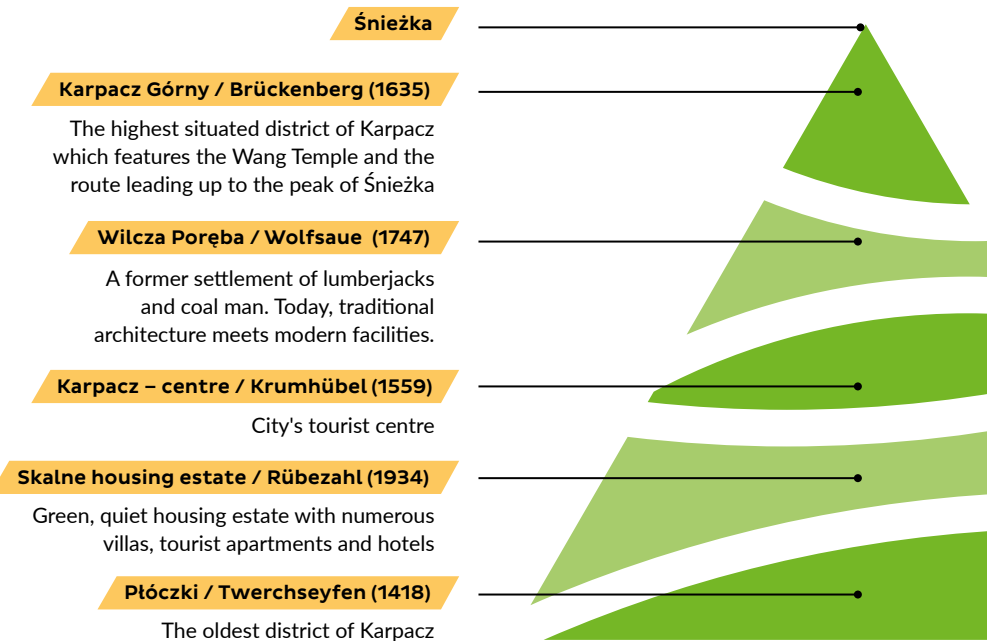 Śnieżka
Karpacz Górny / Brückenberg (1635)
The highest situated district of Karpacz
which features the Wang Temple and the
route leading up to the peak of Śnieżka
Wilcza Poręba / Wolfsaue (1747)
A former settlement of lumberjacks
and coal man. Today, traditional
architecture meets modern facilities.
Karpacz – centre / Krumhübel (1559)
City's tourist centre
Skalne housing estate / Rübezahl (1934)
Green, quiet housing estate with numerous
villas, tourist apartments and hotels
Płóczki / Twerchseyfen (1418)
The oldest district of Karpacz